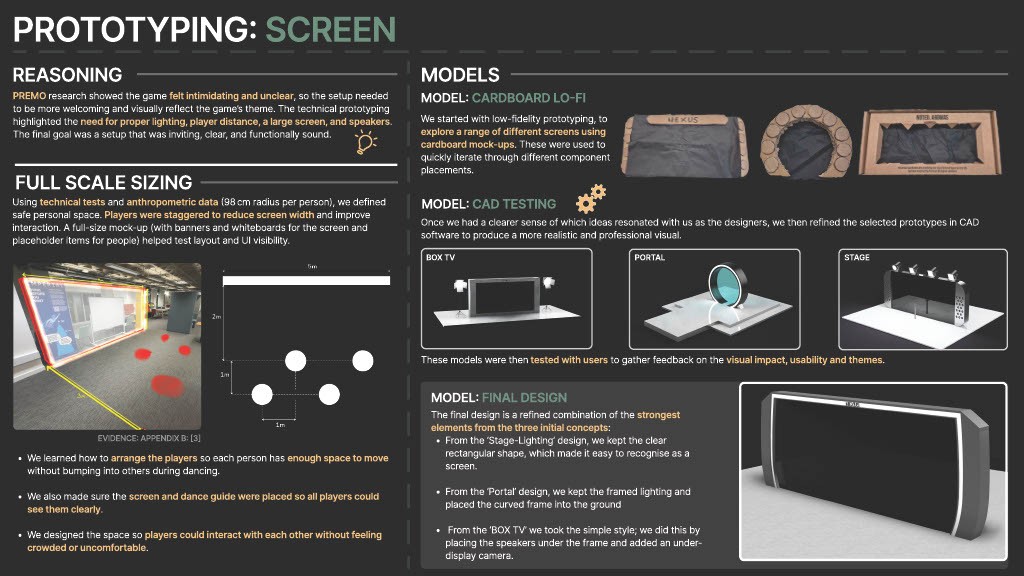 PROTOTYPING: SCREEN
REASONING
PREMO research showed the game felt intimidating and unclear, so the setup needed
to be more welcoming and visually reflect the game's theme. The technical prototyping
highlighted the need for proper lighting, player distance, a large screen, and speakers.
The final goal was a setup that was inviting, clear, and functionally sound.
FULL SCALE SIZING
Using technical tests and anthropometric data (98 cm radius per person), we defined
safe personal space. Players were staggered to reduce screen width and improve
interaction. A full-size mock-up (with banners and whiteboards for the screen and
placeholder items for people) helped test layout and UI visibility.
5m
2m
1m
1m
EVIDENCE: APPENDIX B: [3]
• We learned how to arrange the players so each person has enough space to move
without bumping into others during dancing.
• We also made sure the screen and dance guide were placed so all players could
see them clearly.
• We designed the space so players could interact with each other without feeling
crowded or uncomfortable.
MODELS
MODEL: CARDBOARD LO-FI
We started with low-fidelity prototyping, to
explore a range of different screens using
cardboard mock-ups. These were used to
quickly iterate through different component
placements.
NEXUS
MODEL: CAD TESTING
Once we had a clearer sense of which ideas resonated with us as the designers, we then refined the selected prototypes in CAD
software to produce a more realistic and professional visual.
BOX TV
PORTAL
STAGE
These models were then tested with users to gather feedback on the visual impact, usability and themes.
MODEL: FINAL DESIGN
The final design is a refined combination of the strongest
elements from the three initial concepts:
• From the 'Stage-Lighting' design, we kept the clear
rectangular shape, which made it easy to recognise as a
screen.
• From the 'Portal' design, we kept the framed lighting and
placed the curved frame into the ground
• From the 'BOX TV' we took the simple style; we did this by
placing the speakers under the frame and added an under-
display camera.
NEXUS